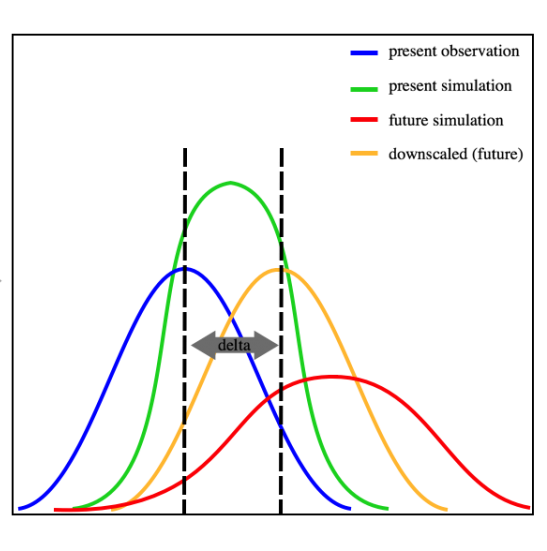 present observation
present simulation
future simulation
downscaled (future)
delta